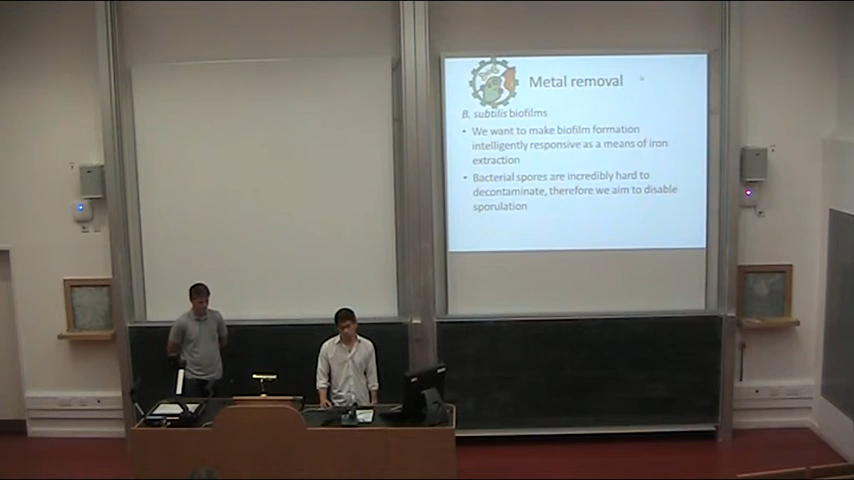 Metal removal
B. subtilis biofilms
• We want to make biofilm formation
intelligently responsive as a means of iron
extraction
• Bacterial spores are incredibly hard to
decontaminate, therefore we aim to disable
sporulation